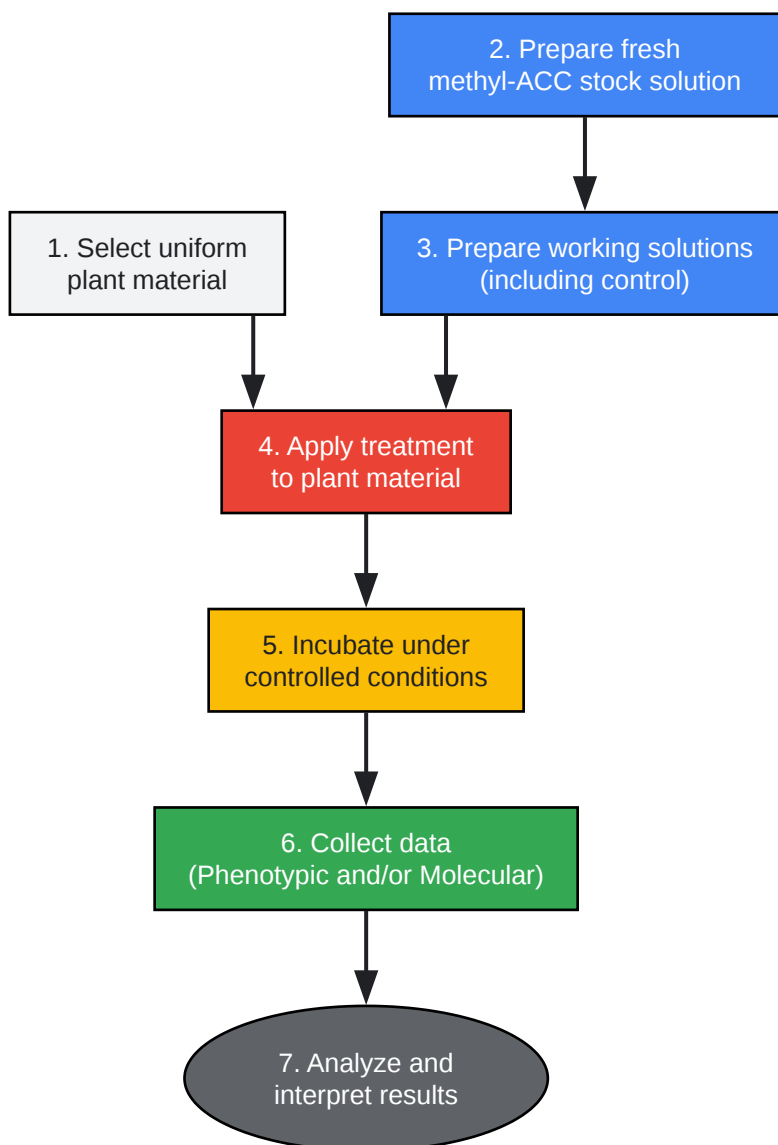 2. Prepare fresh
methyl-ACC stock solution
1. Select uniform
plant material
3. Prepare working solutions
(including control)
4. Apply treatment
to plant material
5. Incubate under
controlled conditions
6. Collect data
(Phenotypic and/or Molecular)
7. Analyze and
interpret results